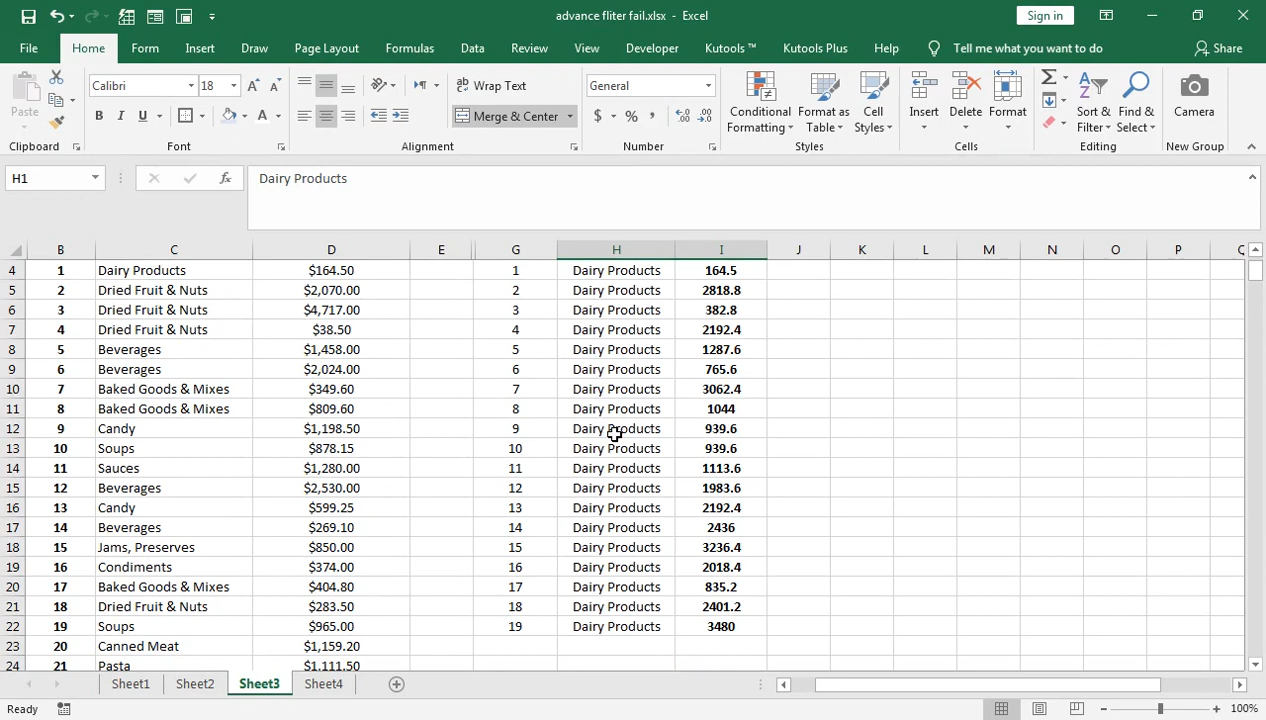 advance fliter fail.xlsx - Excel
Sign in
File Home Form Insert Draw Page Layout Formulas Data Review View Developer Kutools ™ Kutools Plus Help Tell me what you want to do Share
Paste
Calibri 18
B I U
Wrap Text
Merge & Center
General
$ % ,
Conditional Formatting
Format as Table
Cell Styles
Insert
Delete
Format
Sort & Filter
Find & Select
Camera
Clipboard Font Alignment Number Styles Cells Editing New Group
H1 fx Dairy Products
B C D E G H I J K L M N O P Q
4 1 Dairy Products $164.50 1 Dairy Products 164.5
5 2 Dried Fruit & Nuts $2,070.00 2 Dairy Products 2818.8
6 3 Dried Fruit & Nuts $4,717.00 3 Dairy Products 382.8
7 4 Dried Fruit & Nuts $38.50 4 Dairy Products 2192.4
8 5 Beverages $1,458.00 5 Dairy Products 1287.6
9 6 Beverages $2,024.00 6 Dairy Products 765.6
10 7 Baked Goods & Mixes $349.60 7 Dairy Products 3062.4
11 8 Baked Goods & Mixes $809.60 8 Dairy Products 1044
12 9 Candy $1,198.50 9 Dairy Products 939.6
13 10 Soups $878.15 10 Dairy Products 939.6
14 11 Sauces $1,280.00 11 Dairy Products 1113.6
15 12 Beverages $2,530.00 12 Dairy Products 1983.6
16 13 Candy $599.25 13 Dairy Products 2192.4
17 14 Beverages $269.10 14 Dairy Products 2436
18 15 Jams, Preserves $850.00 15 Dairy Products 3236.4
19 16 Condiments $374.00 16 Dairy Products 2018.4
20 17 Baked Goods & Mixes $404.80 17 Dairy Products 835.2
21 18 Dried Fruit & Nuts $283.50 18 Dairy Products 2401.2
22 19 Soups $965.00 19 Dairy Products 3480
23 20 Canned Meat $1,159.20
24 21 Pasta $1,111.50
Sheet1 Sheet2 Sheet3 Sheet4
Ready 100%